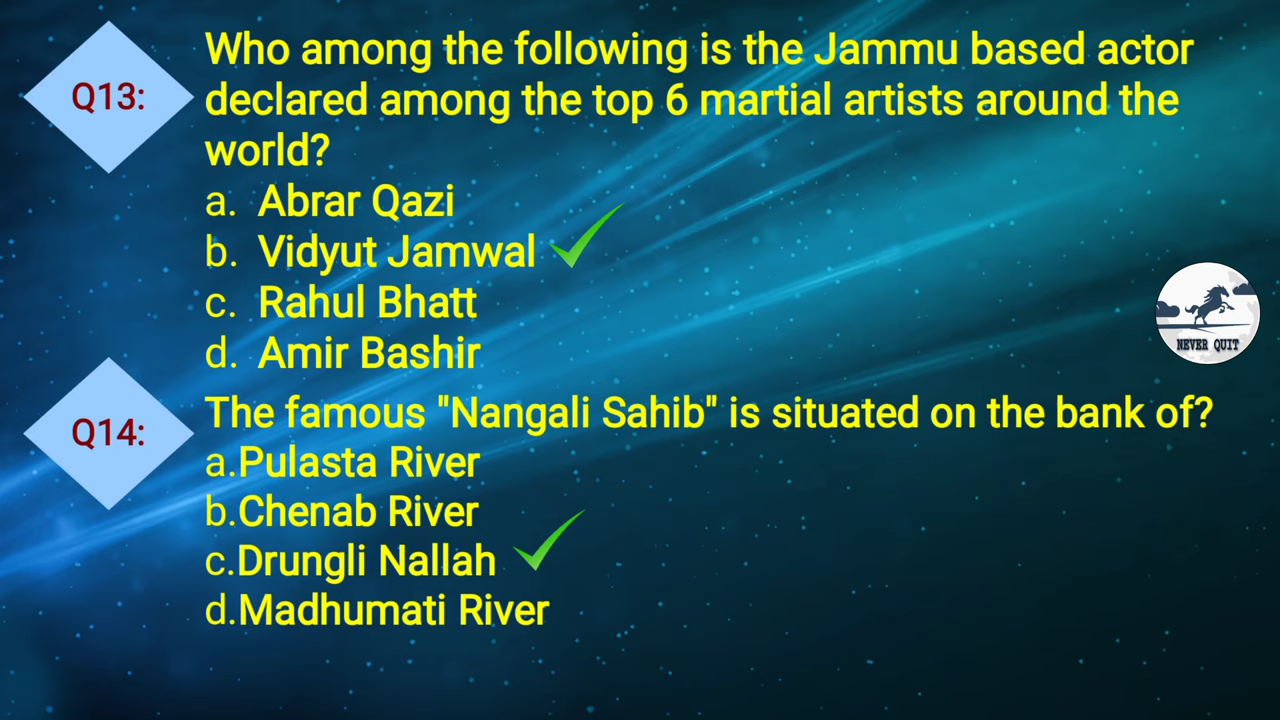 Q13:
Who among the following is the Jammu based actor
declared among the top 6 martial artists around the
world?
a. Abrar Qazi
b. Vidyut Jamwal
c. Rahul Bhatt
d. Amir Bashir
Q14:
The famous "Nangali Sahib" is situated on the bank of?
a.Pulasta River
b.Chenab River
c.Drungli Nallah
d.Madhumati River
NEVER QUIT